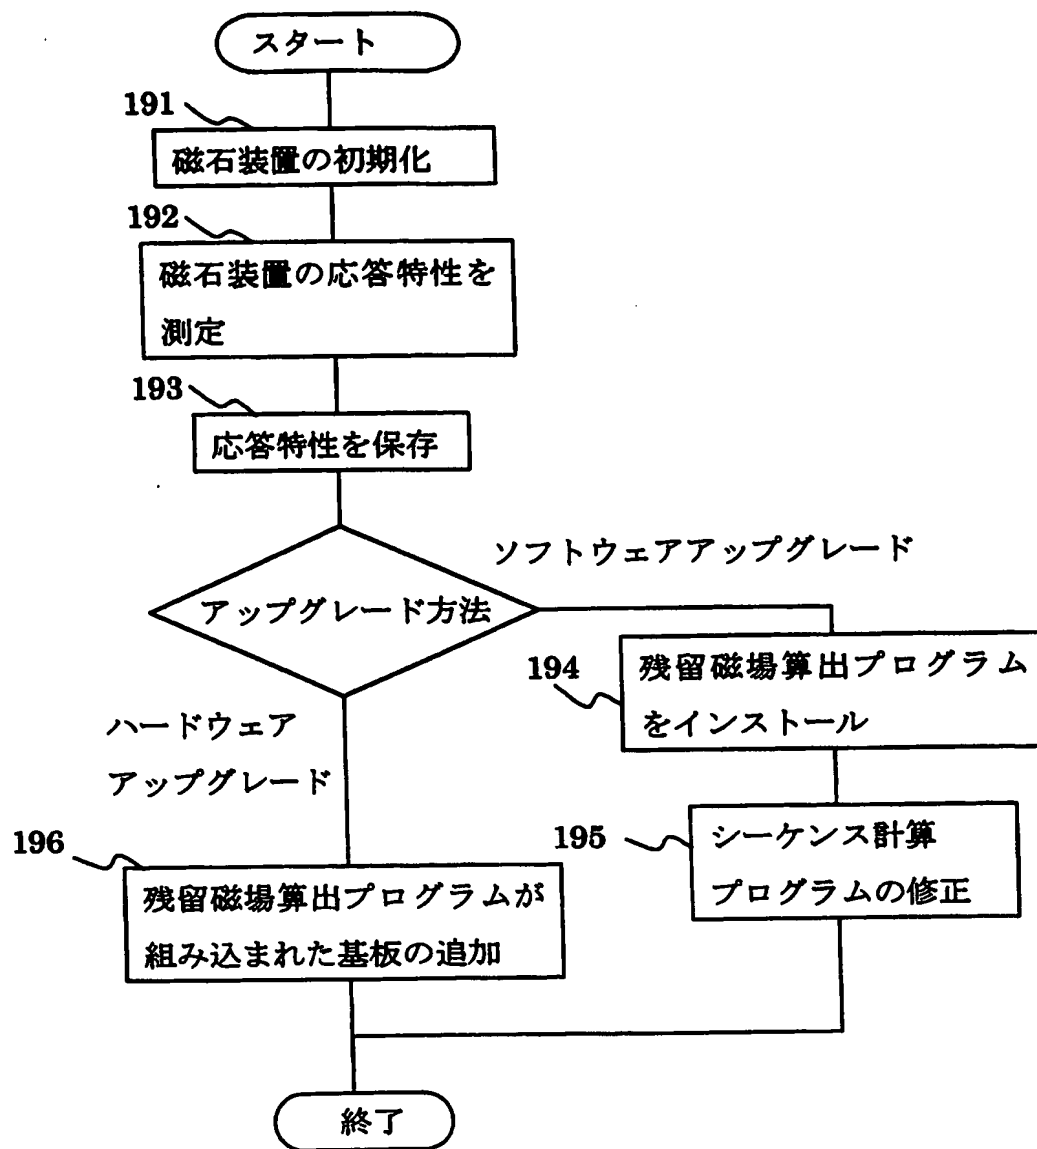 スタート
191
磁石装置の初期化
192
磁石装置の応答特性を
測定
193
応答特性を保存
ソフトウェアアップグレード
アップグレード方法
194
残留磁場算出プログラム
をインストール
ハードウェア
アップグレード
195
シーケンス計算
プログラムの修正
196
残留磁場算出プログラムが
組み込まれた基板の追加
終了